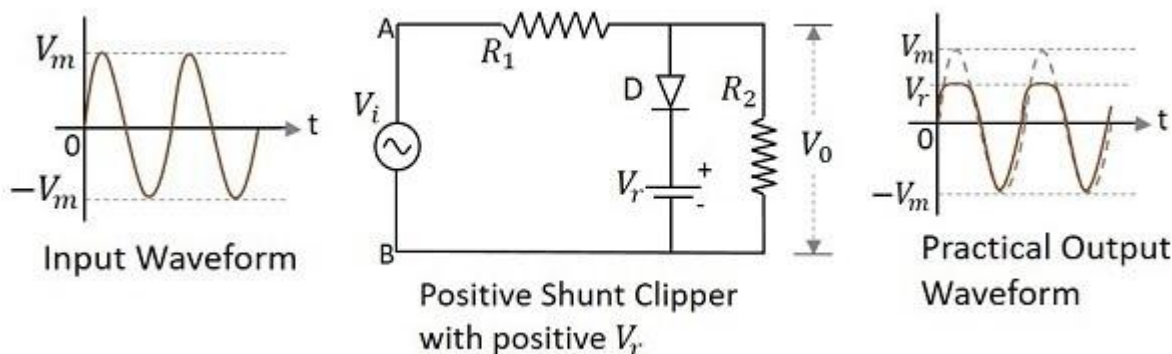 V_m
0
t
-V_m
Input Waveform
A
R_1
V_i
D
R_2
V_0
V_r
+
-
B
Positive Shunt Clipper
with positive V_r
V_m
V_r
0
t
-V_m
Practical Output
Waveform